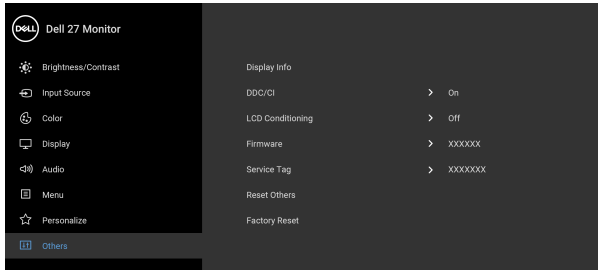 DELL Dell 27 Monitor
Brightness/Contrast Display Info
Input Source DDC/CI > On
Color LCD Conditioning > Off
Display Firmware > XXXXXX
Audio Service Tag > XXXXXXX
Menu Reset Others
Personalize Factory Reset
Others